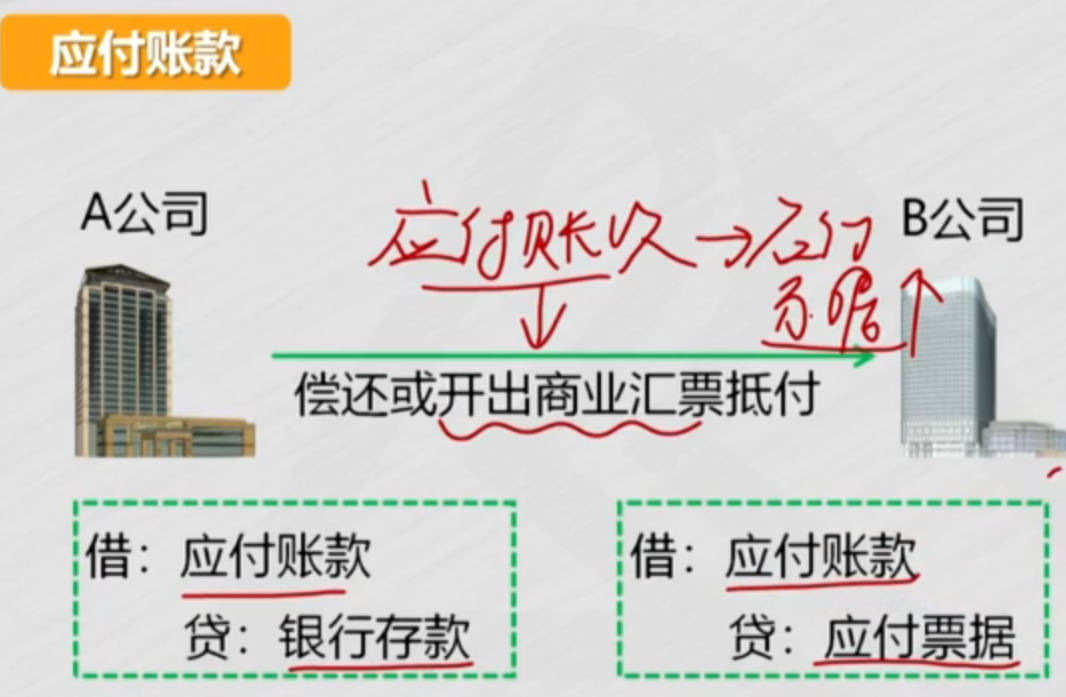 应付账款
A公司
B公司
应付账欠→应付
票据↑
偿还或开出商业汇票抵付
借：应付账款
贷：银行存款
借：应付账款
贷：应付票据